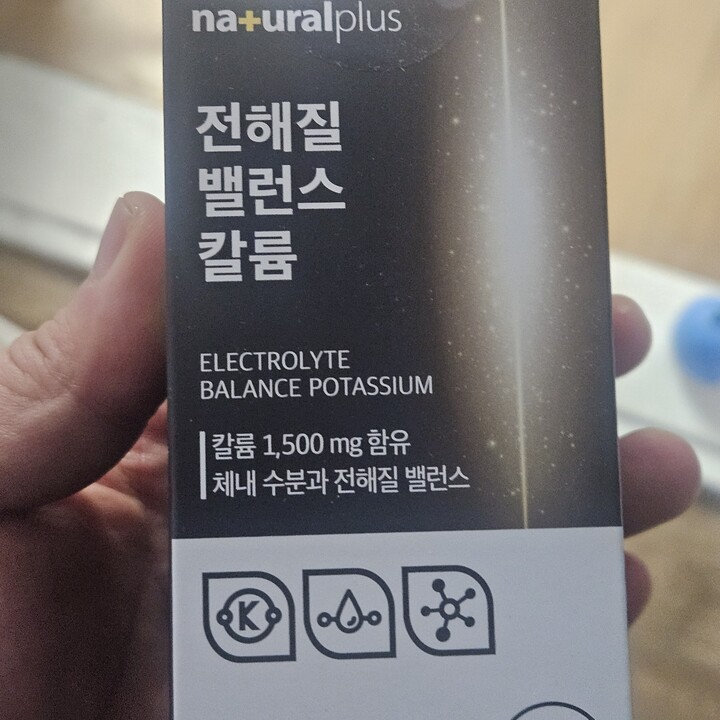 na+uralplus
전해질
밸런스
칼륨
ELECTROLYTE
BALANCE POTASSIUM
칼륨 1,500 mg 함유
체내 수분과 전해질 밸런스
K